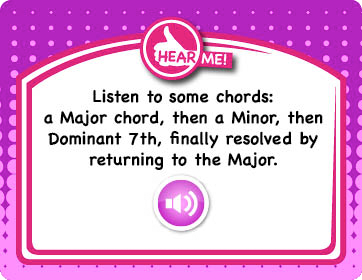 HEAR ME!
Listen to some chords:
a Major chord, then a Minor, then
Dominant 7th, finally resolved by
returning to the Major.